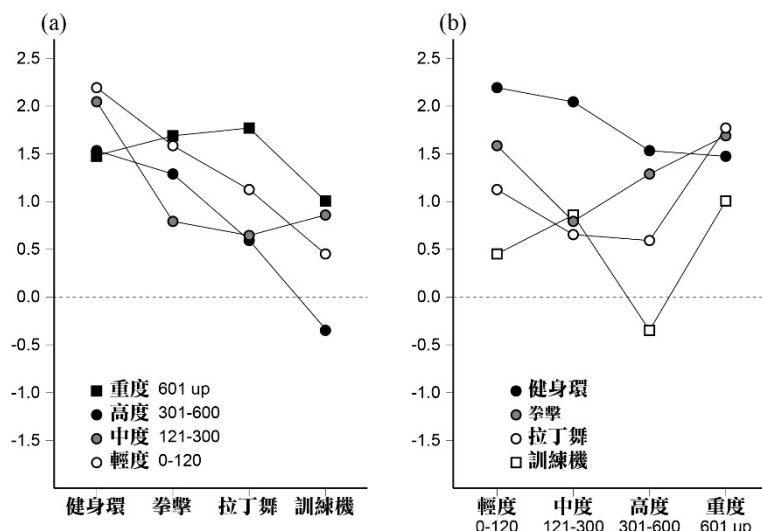 (a)
2.5
2.0
1.5
1.0
0.5
0.0
-0.5
-1.0
-1.5
重度 601 up
高度 301-600
中度 121-300
輕度 0-120
健身環 拳擊 拉丁舞 訓練機
(b)
2.5
2.0
1.5
1.0
0.5
0.0
-0.5
-1.0
-1.5
健身環
拳擊
拉丁舞
訓練機
輕度 中度 高度 重度
0-120 121-300 301-600 601 up